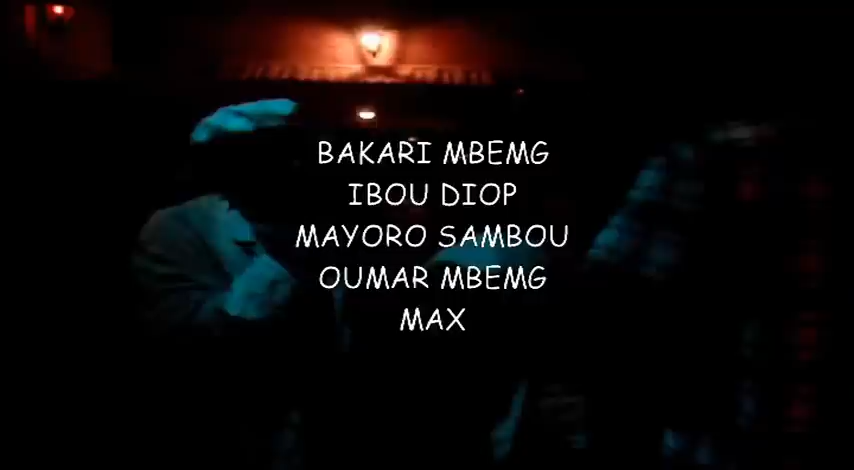 BAKARI MBEMG
IBOU DIOP
MAYORO SAMBOU
OUMAR MBEMG
MAX